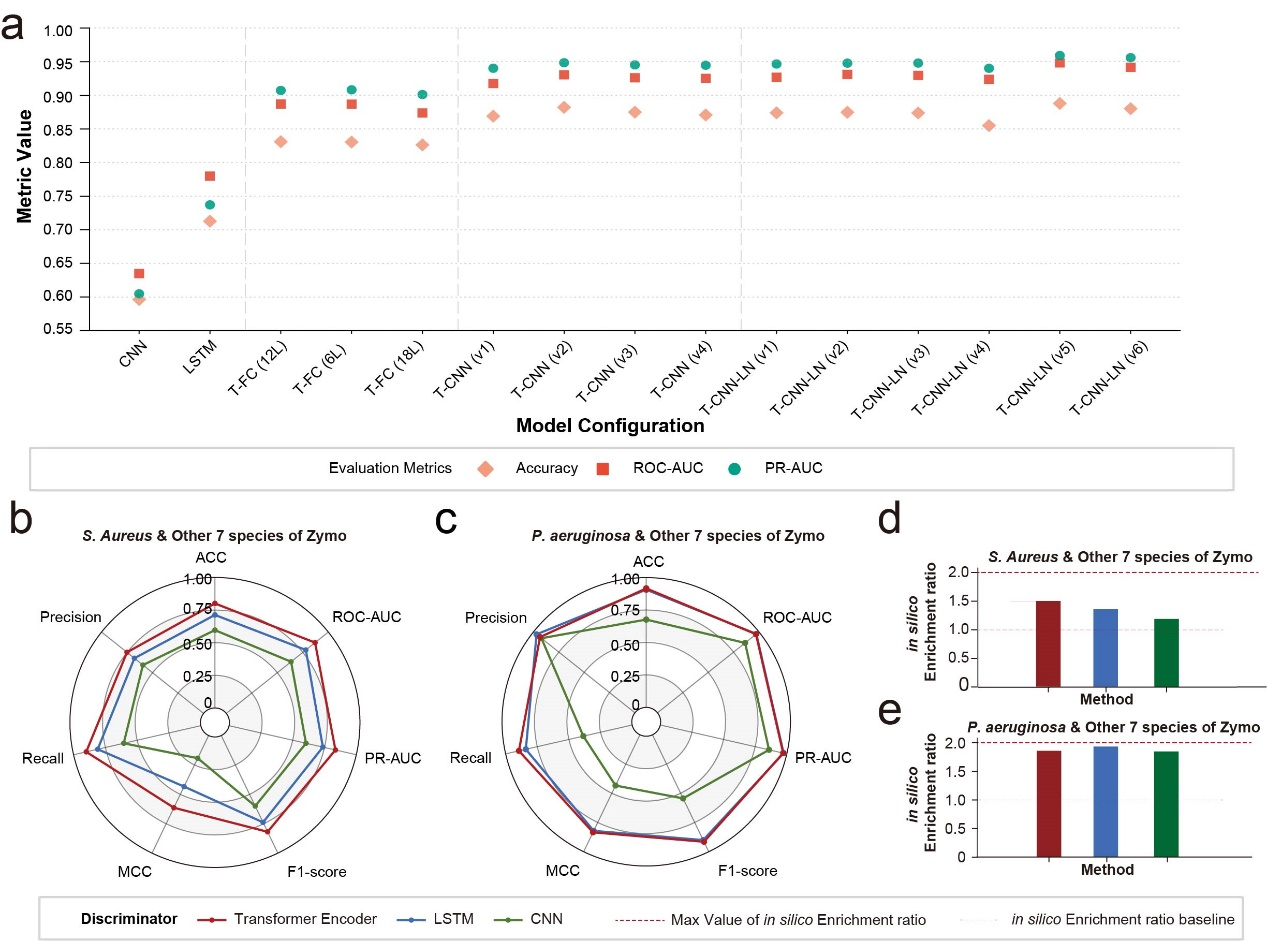 a
1.00
0.95
0.90
0.85
0.80
0.75
0.70
0.65
0.60
0.55
Metric Value
CNN
LSTM
T-FC (12L)
T-FC (6L)
T-FC (18L)
T-CNN (v1)
T-CNN (v2)
T-CNN (v3)
T-CNN (v4)
T-CNN-LN (v1)
T-CNN-LN (v2)
T-CNN-LN (v3)
T-CNN-LN (v4)
T-CNN-LN (v5)
T-CNN-LN (v6)
Model Configuration
Evaluation Metrics Accuracy ROC-AUC PR-AUC
b
S. Aureus & Other 7 species of Zymo
ACC
1.00
0.75
0.50
0.25
0
Precision
ROC-AUC
Recall
PR-AUC
MCC
F1-score
c
P. aeruginosa & Other 7 species of Zymo
ACC
1.00
0.75
0.50
0.25
0
Precision
ROC-AUC
Recall
PR-AUC
MCC
F1-score
d
S. Aureus & Other 7 species of Zymo
in silico
Enrichment ratio
2.0
1.5
1.0
0.5
0
Method
e
P. aeruginosa & Other 7 species of Zymo
in silico
Enrichment ratio
2.0
1.5
1.0
0.5
0
Method
Discriminator Transformer Encoder LSTM CNN Max Value of in silico Enrichment ratio in silico Enrichment ratio baseline